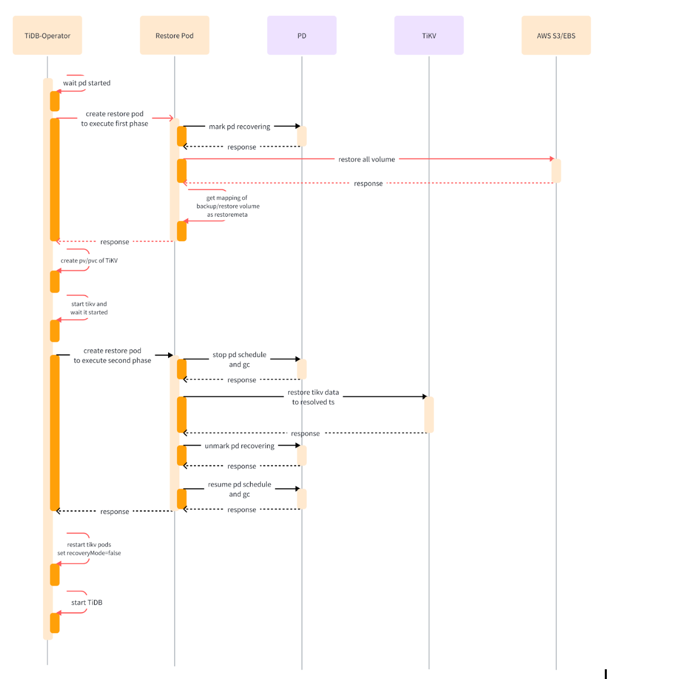 TiDB-Operator
Restore Pod
PD
TiKV
AWS S3/EBS
wait pd started
create restore pod
to execute first phase
mark pd recovering
response
restore all volume
response
get mapping of
backup/restore volume
as restoremeta
response
create pv/pvc of TiKV
start tikv and
wait it started
create restore pod
to execute second phase
stop pd schedule
and gc
response
restore tikv data
to resolved ts
response
unmark pd recovering
response
resume pd schedule
and gc
response
response
restart tikv pods
set recoveryMode=false
start TiDB